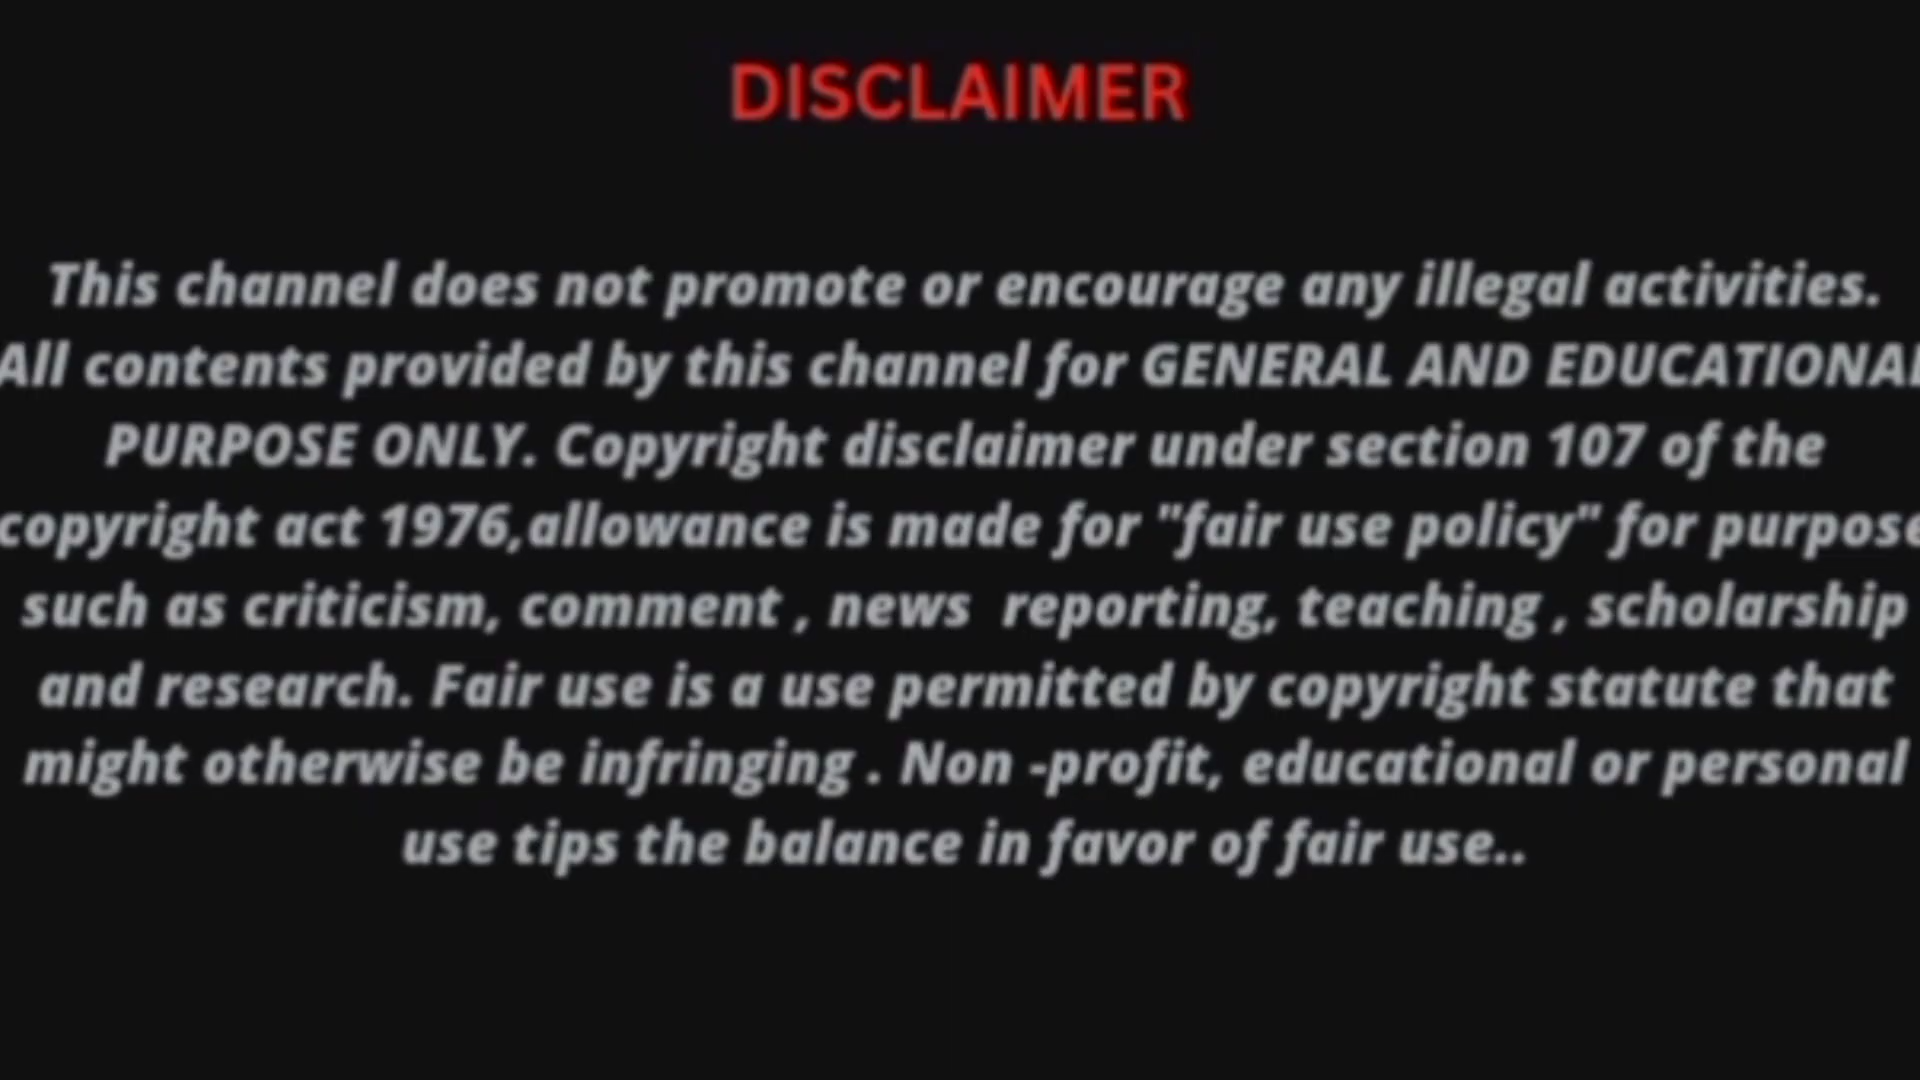 DISCLAIMER
This channel does not promote or encourage any illegal activities.
All contents provided by this channel for GENERAL AND EDUCATIONAL
PURPOSE ONLY. Copyright disclaimer under section 107 of the
copyright act 1976,allowance is made for "fair use policy" for purpose
such as criticism, comment , news  reporting, teaching , scholarship
and research. Fair use is a use permitted by copyright statute that
might otherwise be infringing . Non -profit, educational or personal
use tips the balance in favor of fair use..